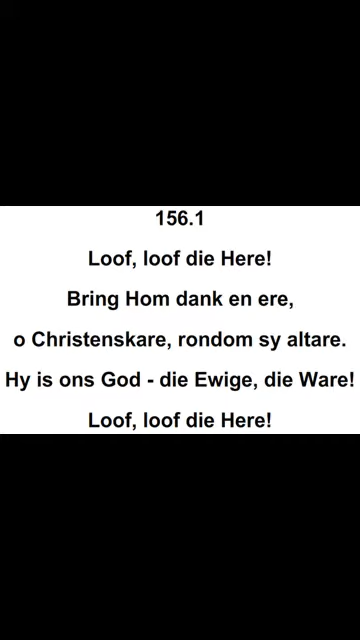 156.1
Loof, loof die Here!
Bring Hom dank en ere,
o Christenskare, rondom sy altare.
Hy is ons God - die Ewige, die Ware!
Loof, loof die Here!